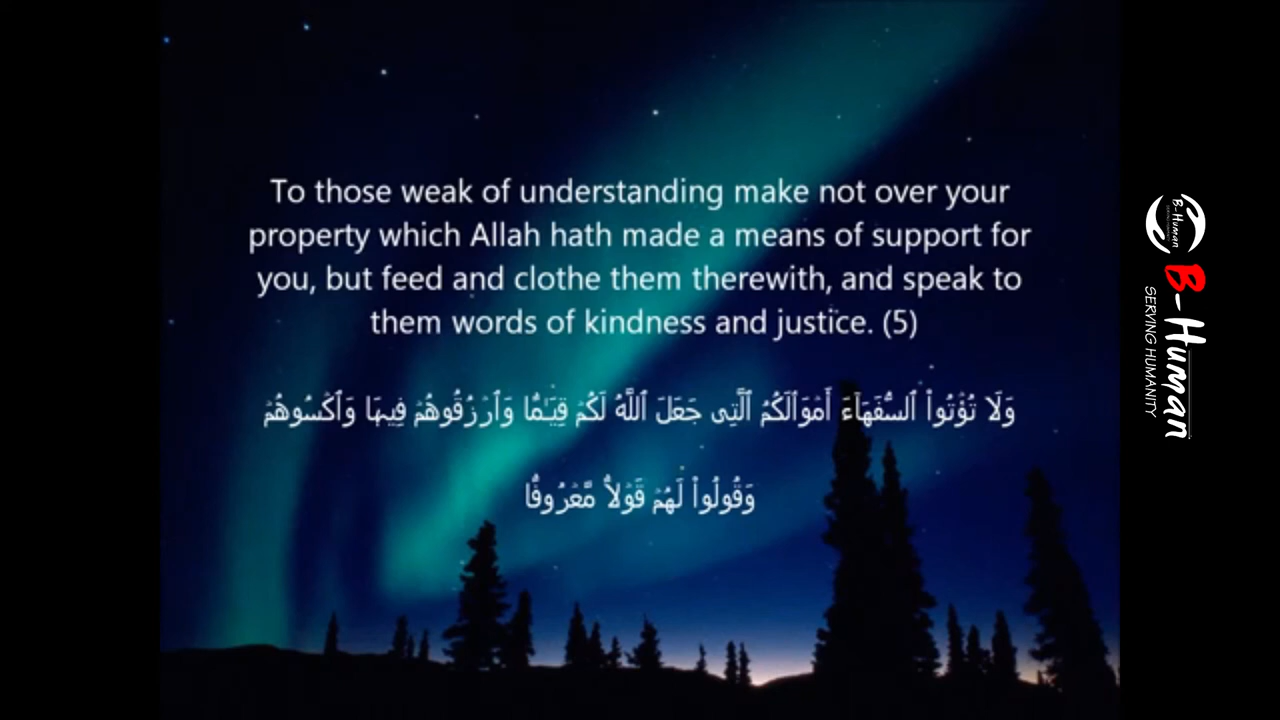 To those weak of understanding make not over your
property which Allah hath made a means of support for
you, but feed and clothe them therewith, and speak to
them words of kindness and justice. (5)
وَلَا تُؤْتُوا۟ ٱلسُّفَهَآءَ أَمْوَٰلَكُمُ ٱلَّتِى جَعَلَ ٱللَّهُ لَكُمْ قِيَـٰمًا وَٱرْزُقُوهُمْ فِيهَا وَٱكْسُوهُمْ
وَقُولُوا۟ لَهُمْ قَوْلاً مَّعْرُوفًا
B-Human
B-Human
SERVING HUMANITY